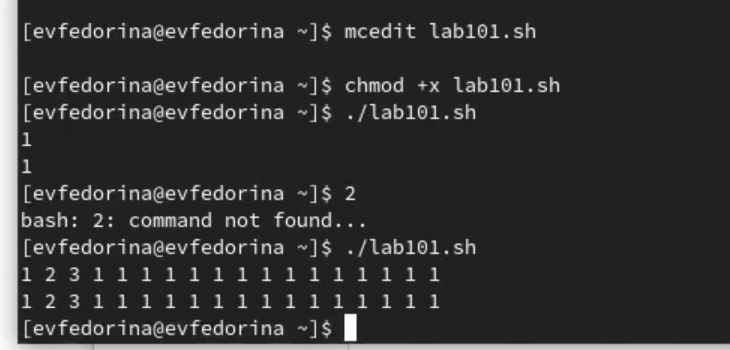 [evfedorina@evfedorina ~]$ mcedit lab101.sh
[evfedorina@evfedorina ~]$ chmod +x lab101.sh
[evfedorina@evfedorina ~]$ ./lab101.sh
1
1
[evfedorina@evfedorina ~]$ 2
bash: 2: command not found...
[evfedorina@evfedorina ~]$ ./lab101.sh
1 2 3 1 1 1 1 1 1 1 1 1 1 1 1 1 1 1
1 2 3 1 1 1 1 1 1 1 1 1 1 1 1 1 1 1
[evfedorina@evfedorina ~]$